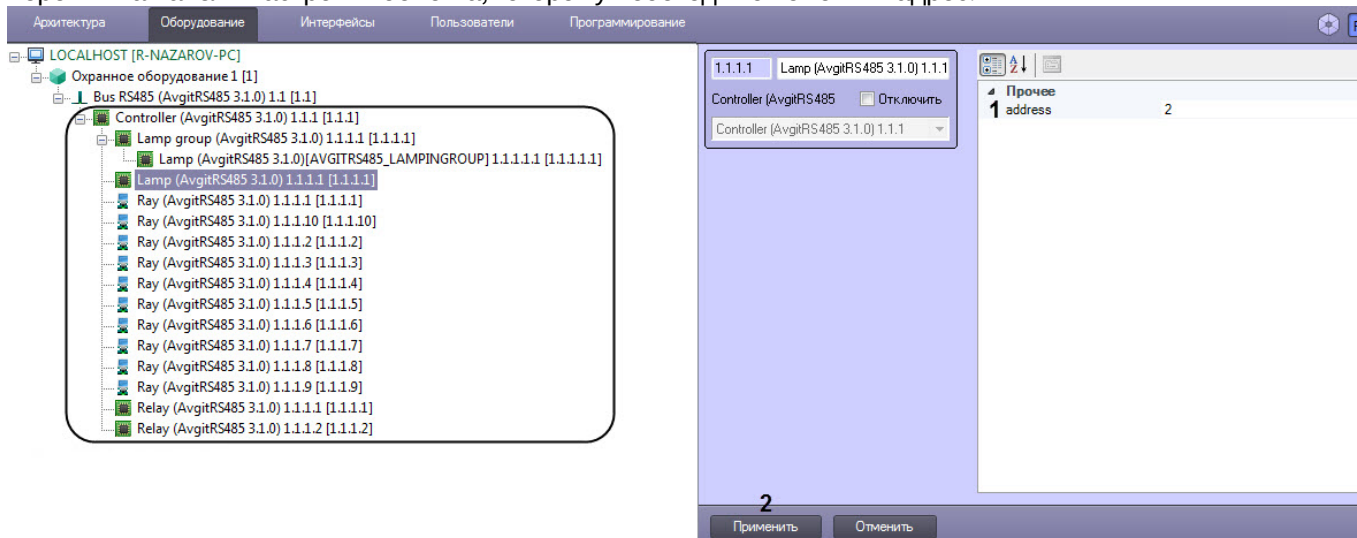 Архитектура Оборудование Интерфейсы Пользователи Программирование
LOCALHOST [R-NAZAROV-PC]
Охранное оборудование 1 [1]
Bus RS485 (AvgitRS485 3.1.0) 1.1 [1.1]
Controller (AvgitRS485 3.1.0) 1.1.1 [1.1.1]
Lamp group (AvgitRS485 3.1.0) 1.1.1.1 [1.1.1.1]
Lamp (AvgitRS485 3.1.0)[AVGITRS485_LAMPINGROUP] 1.1.1.1.1 [1.1.1.1.1]
Lamp (AvgitRS485 3.1.0) 1.1.1.1 [1.1.1.1]
Ray (AvgitRS485 3.1.0) 1.1.1.1 [1.1.1.1]
Ray (AvgitRS485 3.1.0) 1.1.1.10 [1.1.1.10]
Ray (AvgitRS485 3.1.0) 1.1.1.2 [1.1.1.2]
Ray (AvgitRS485 3.1.0) 1.1.1.3 [1.1.1.3]
Ray (AvgitRS485 3.1.0) 1.1.1.4 [1.1.1.4]
Ray (AvgitRS485 3.1.0) 1.1.1.5 [1.1.1.5]
Ray (AvgitRS485 3.1.0) 1.1.1.6 [1.1.1.6]
Ray (AvgitRS485 3.1.0) 1.1.1.7 [1.1.1.7]
Ray (AvgitRS485 3.1.0) 1.1.1.8 [1.1.1.8]
Ray (AvgitRS485 3.1.0) 1.1.1.9 [1.1.1.9]
Relay (AvgitRS485 3.1.0) 1.1.1.1 [1.1.1.1]
Relay (AvgitRS485 3.1.0) 1.1.1.2 [1.1.1.2]
1.1.1.1 Lamp (AvgitRS485 3.1.0) 1.1.1
Controller (AvgitRS485 Отключить
Controller (AvgitRS485 3.1.0) 1.1.1
Прочее
1 address 2
2
Применить Отменить